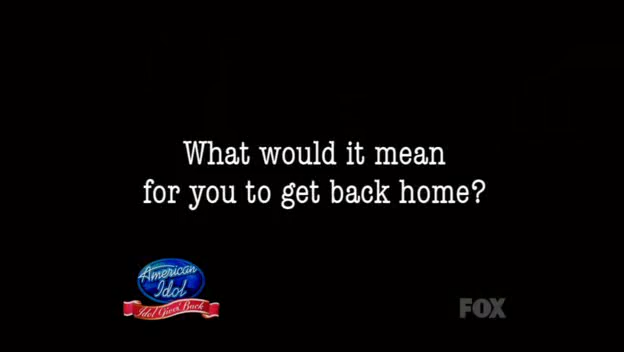 What would it mean
for you to get back home?
American
Idol
Idol Gives Back
FOX